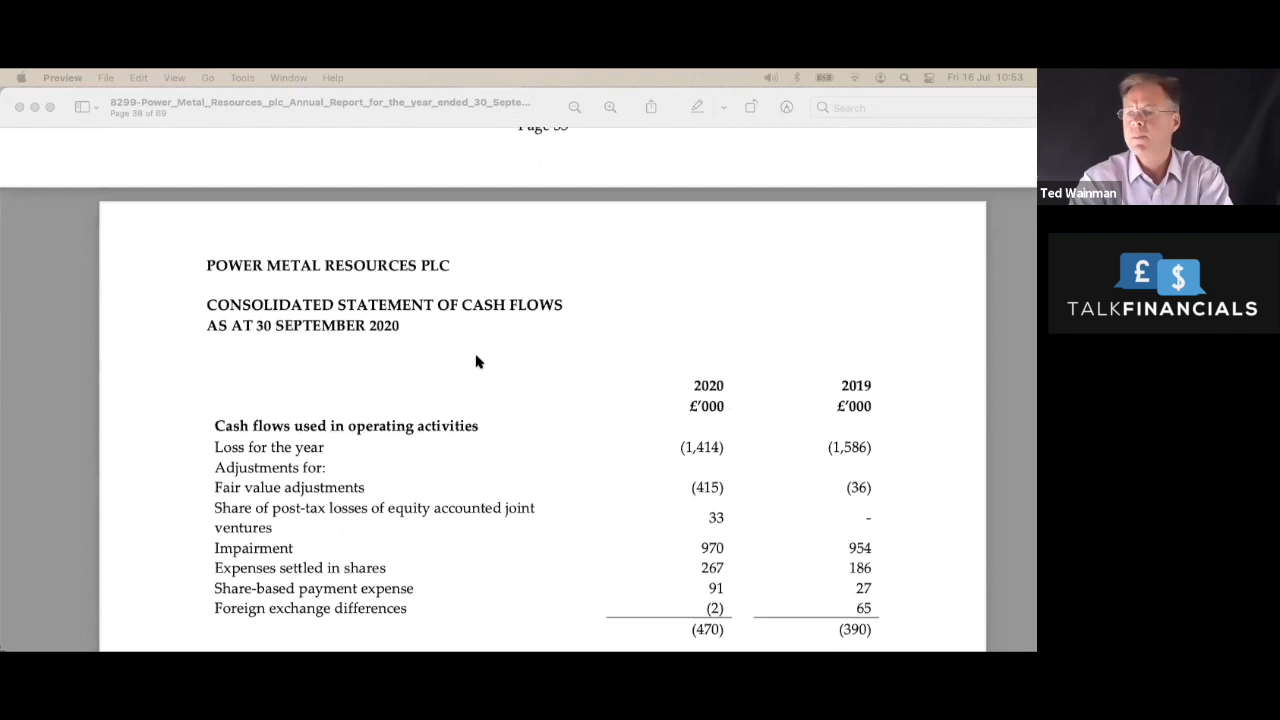 Preview File Edit View Go Tools Window Help Fri 16 Jul 10:53
8299-Power_Metal_Resources_plc_Annual_Report_for_the_year_ended_30_Septe...
Page 38 of 69
Search
POWER METAL RESOURCES PLC
CONSOLIDATED STATEMENT OF CASH FLOWS
AS AT 30 SEPTEMBER 2020
2020 2019
£'000 £'000
Cash flows used in operating activities
Loss for the year (1,414) (1,586)
Adjustments for:
Fair value adjustments (415) (36)
Share of post-tax losses of equity accounted joint
ventures 33 -
Impairment 970 954
Expenses settled in shares 267 186
Share-based payment expense 91 27
Foreign exchange differences (2) 65
(470) (390)
Ted Wainman
£ $
TALKFINANCIALS